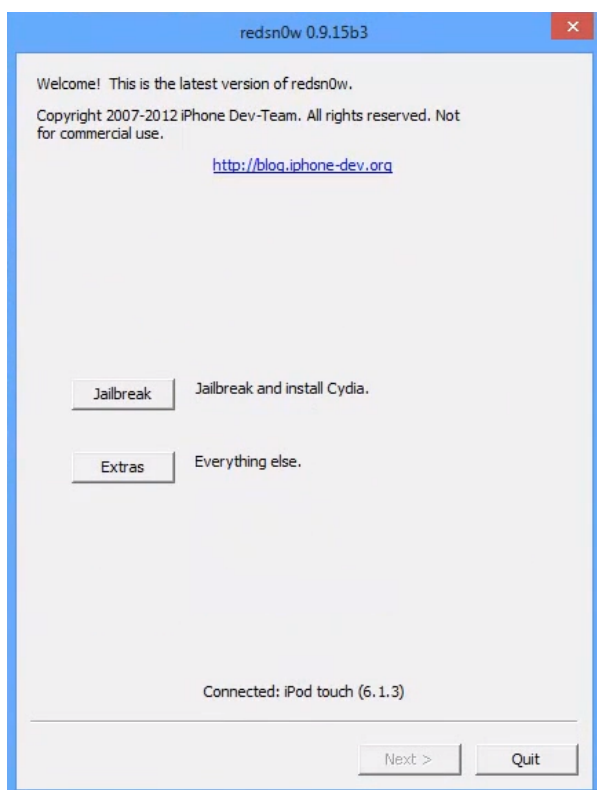 redsn0w 0.9.15b3
Welcome! This is the latest version of redsn0w.
Copyright 2007-2012 iPhone Dev-Team. All rights reserved. Not
for commercial use.
http://blog.iphone-dev.org
Jailbreak
Jailbreak and install Cydia.
Extras
Everything else.
Connected: iPod touch (6.1.3)
Next >
Quit